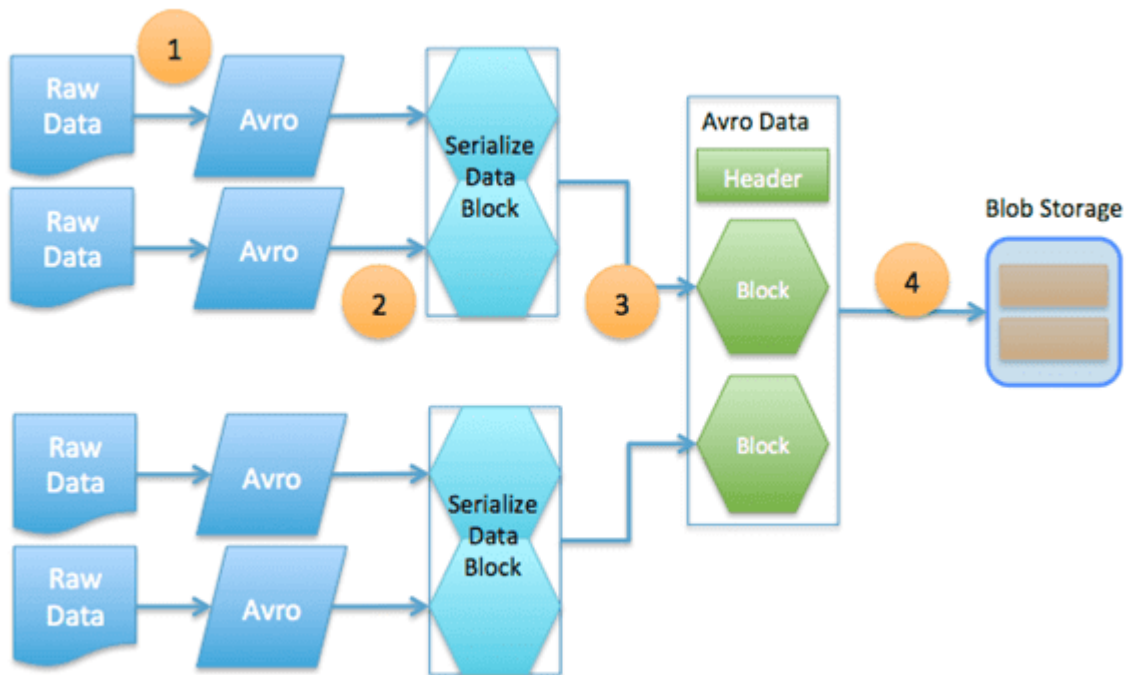 1
Raw
Data
Avro
Raw
Data
Avro
2
Serialize
Data
Block
3
Avro Data
Header
Block
Block
4
Blob Storage
Raw
Data
Avro
Raw
Data
Avro
Serialize
Data
Block